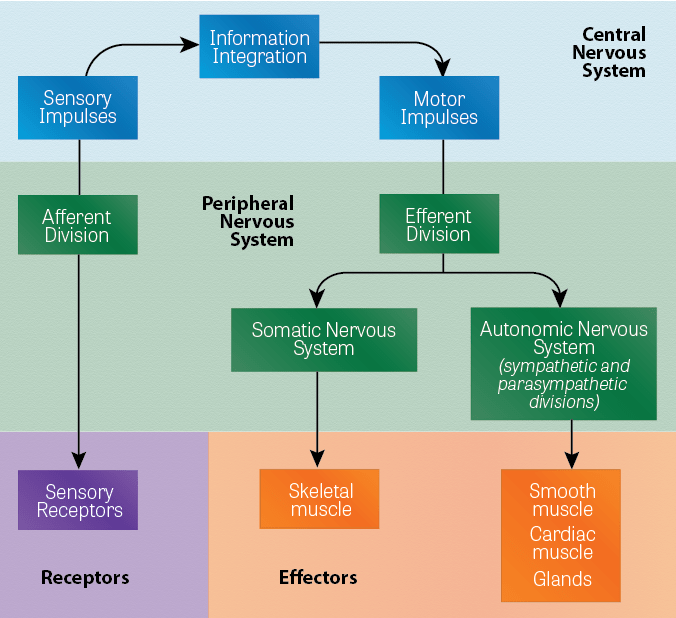 Information
Integration
Central
Nervous
System
Sensory
Impulses
Motor
Impulses
Afferent
Division
Peripheral
Nervous
System
Efferent
Division
Somatic Nervous
System
Autonomic Nervous
System
(sympathetic and
parasympathetic
divisions)
Sensory
Receptors
Skeletal
muscle
Smooth
muscle
Cardiac
muscle
Glands
Receptors
Effectors